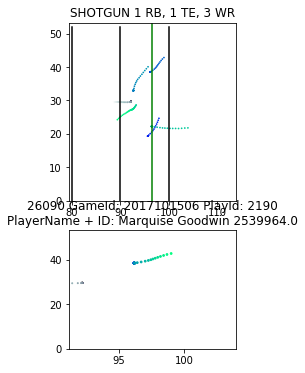 SHOTGUN 1 RB, 1 TE, 3 WR
50
40
30
20
10
0
80 90 100 110
26090 GameId: 2017101506 PlayId: 2190
PlayerName + ID: Marquise Goodwin 2539964.0
40
20
0
95 100